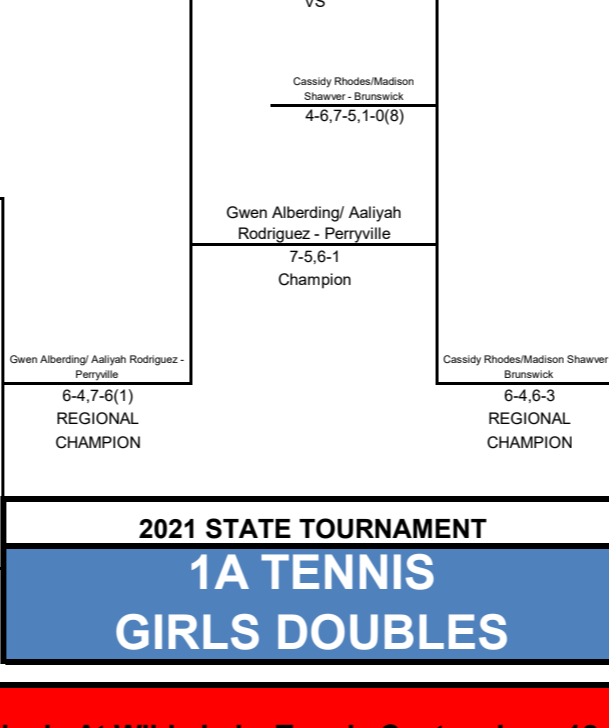 VS
Cassidy Rhodes/Madison
Shawver - Brunswick
4-6,7-5,1-0(8)
Gwen Alberding/ Aaliyah
Rodriguez - Perryville
7-5,6-1
Champion
Gwen Alberding/ Aaliyah Rodriguez -
Perryville
6-4,7-6(1)
REGIONAL
CHAMPION
Cassidy Rhodes/Madison Shawver
Brunswick
6-4,6-3
REGIONAL
CHAMPION
2021 STATE TOURNAMENT
1A TENNIS
GIRLS DOUBLES